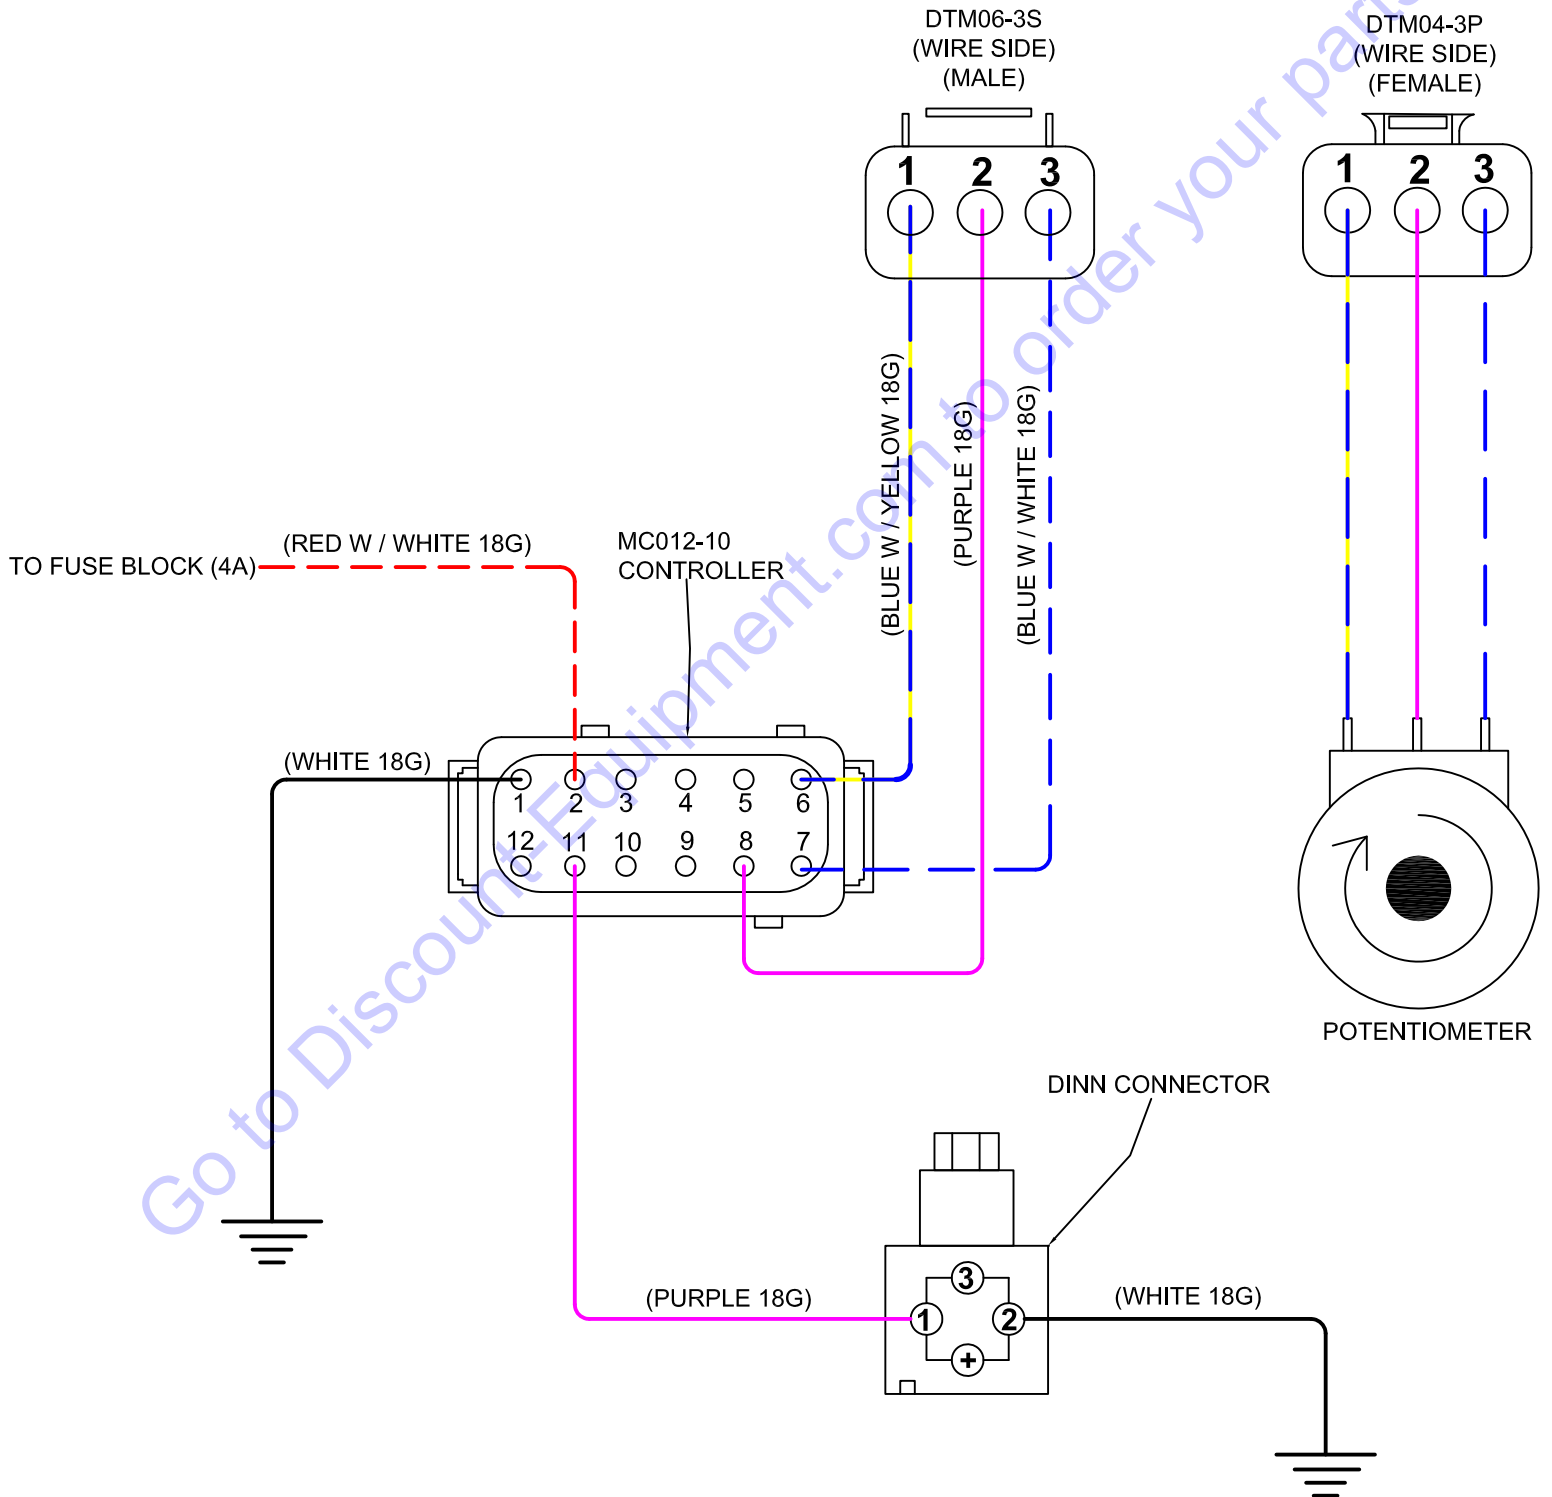 DTM06-3S
(WIRE SIDE)
(MALE)
DTM04-3P
(WIRE SIDE)
(FEMALE)
1 2 3
1 2 3
(BLUE W / YELLOW 18G)
(PURPLE 18G)
(BLUE W / WHITE 18G)
TO FUSE BLOCK (4A)
(RED W / WHITE 18G)
MC012-10
CONTROLLER
(WHITE 18G)
1 2 3 4 5 6
12 11 10 9 8 7
POTENTIOMETER
DINN CONNECTOR
3
1 2
+
(PURPLE 18G)
(WHITE 18G)
Go to Discount-Equipment.com to order your parts